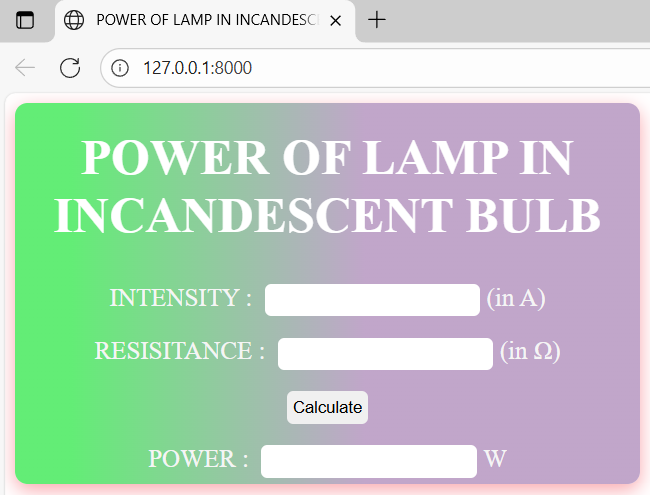 POWER OF LAMP IN INCANDESC
127.0.0.1:8000
POWER OF LAMP IN
INCANDESCENT BULB
INTENSITY : (in A)
RESISITANCE : (in Ω)
Calculate
POWER : W